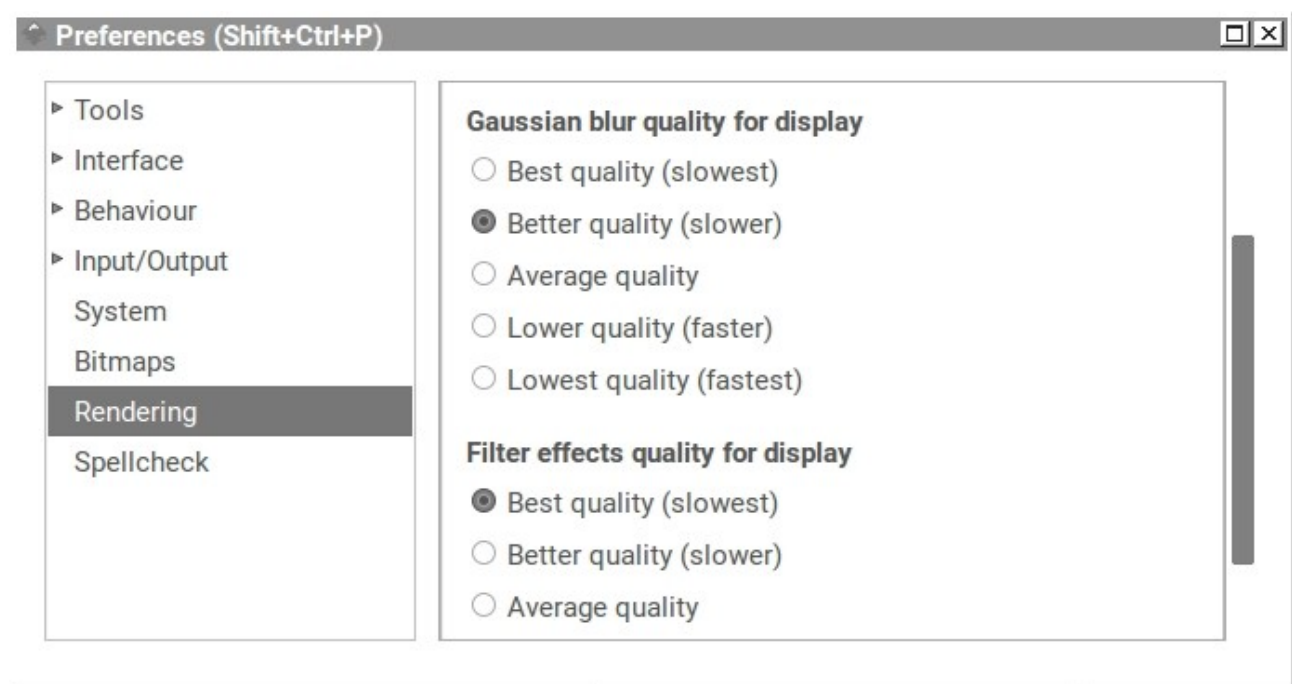 Preferences (Shift+Ctrl+P)
Tools
Interface
Behaviour
Input/Output
System
Bitmaps
Rendering
Spellcheck
Gaussian blur quality for display
Best quality (slowest)
Better quality (slower)
Average quality
Lower quality (faster)
Lowest quality (fastest)
Filter effects quality for display
Best quality (slowest)
Better quality (slower)
Average quality